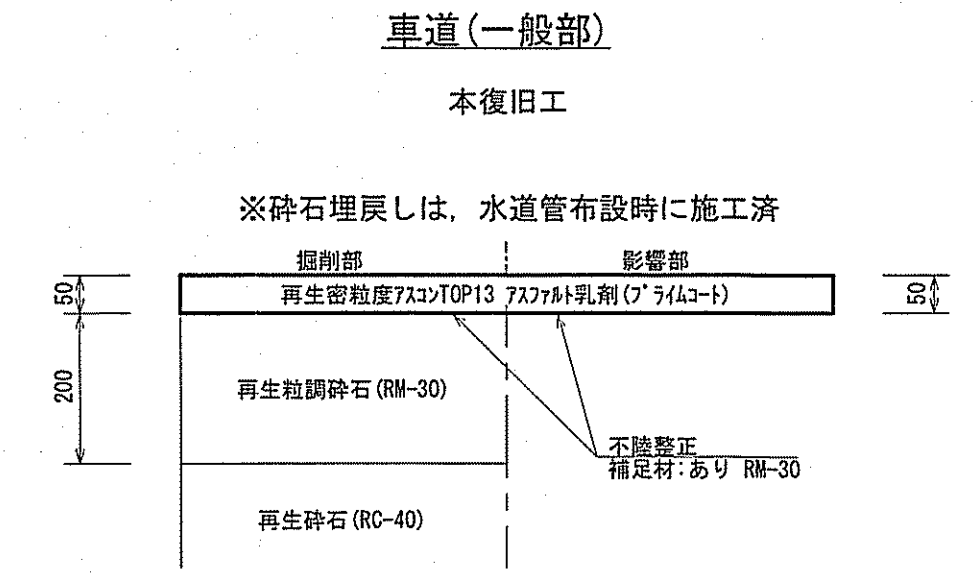 車道(一般部)
本復旧工
※砕石埋戻しは，水道管布設時に施工済
掘削部
影響部
50
再生密粒度ｱｽｺﾝTOP13 ｱｽﾌｧﾙﾄ乳剤(ﾌﾟﾗｲﾑｺｰﾄ)
50
200
再生粒調砕石(RM-30)
不陸整正
補足材:あり RM-30
再生砕石(RC-40)